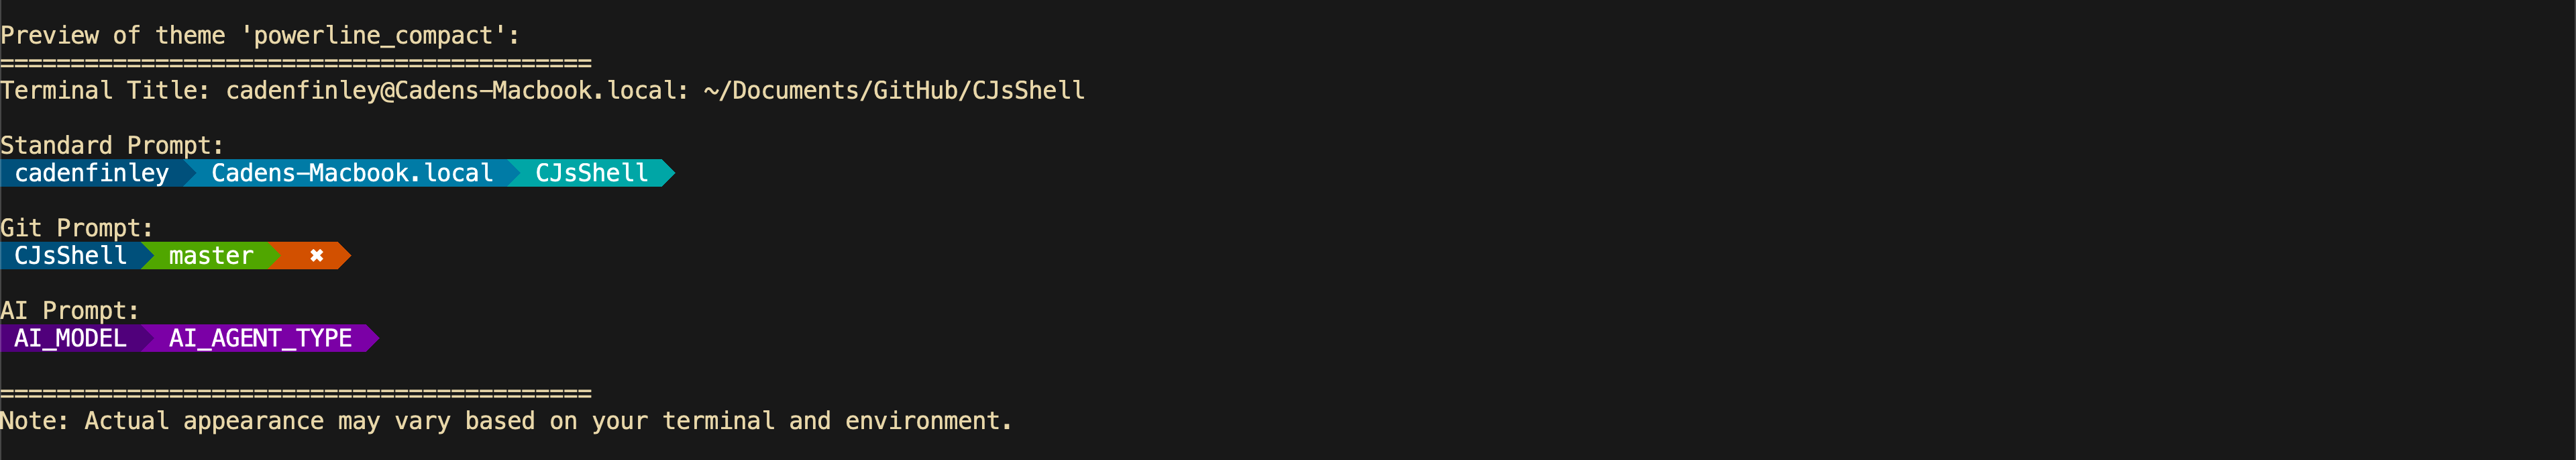 Preview of theme 'powerline_compact':
==========================================
Terminal Title: cadenfinley@Cadens-Macbook.local: ~/Documents/GitHub/CJsShell
Standard Prompt:
cadenfinley Cadens-Macbook.local CJsShell
Git Prompt:
CJsShell master ✖
AI Prompt:
AI_MODEL AI_AGENT_TYPE
==========================================
Note: Actual appearance may vary based on your terminal and environment.